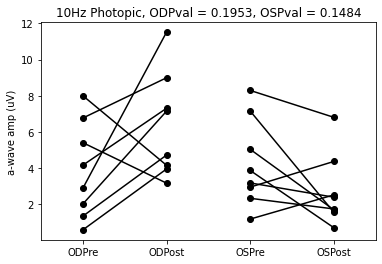 10Hz Photopic, ODPval = 0.1953, OSPval = 0.1484
12
10
8
6
4
2
a-wave amp (uV)
ODPre ODPost OSPre OSPost